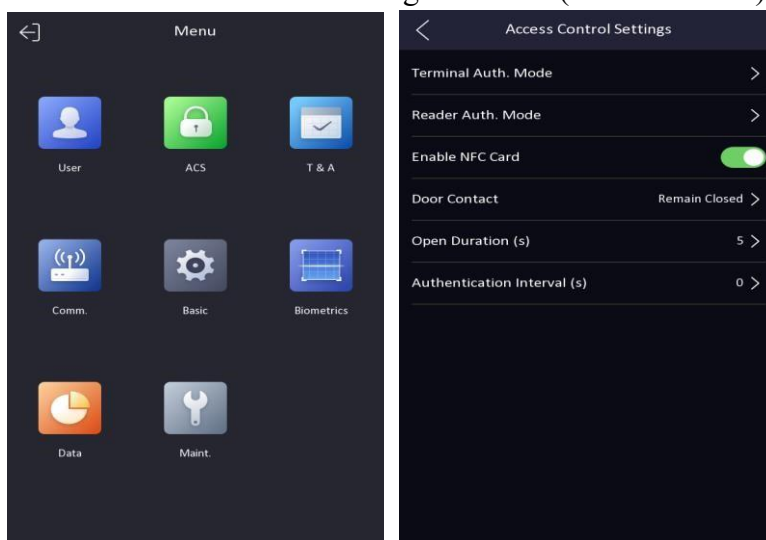 Menu
User
ACS
T & A
Comm.
Basic
Biometrics
Data
Maint.
Access Control Settings
Terminal Auth. Mode
Reader Auth. Mode
Enable NFC Card
Door Contact Remain Closed
Open Duration (s) 5
Authentication Interval (s) 0